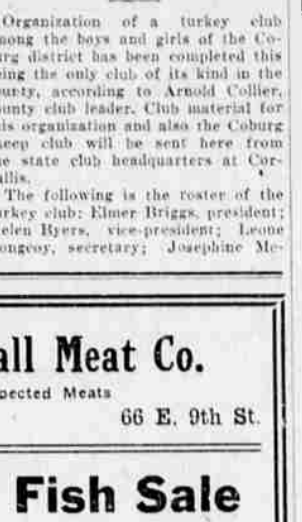 Organization of a turkey club
mong the boys and girls of the Co-
urg district has been completed this
eing the only club of its kind in the
ounty, according to Arnold Collier,
ounty club leader. Club material for
is organization and also the Coburg
heep club will be sent here from
he state club headquarters at Cor-
allis.
The following is the roster of the
urkey club: Elmer Briggs, president;
elen Byers, vice-president; Leone
ongcoy, secretary; Josephine Mc-
all Meat Co.
pected Meats
66 E. 9th St.
Fish Sale